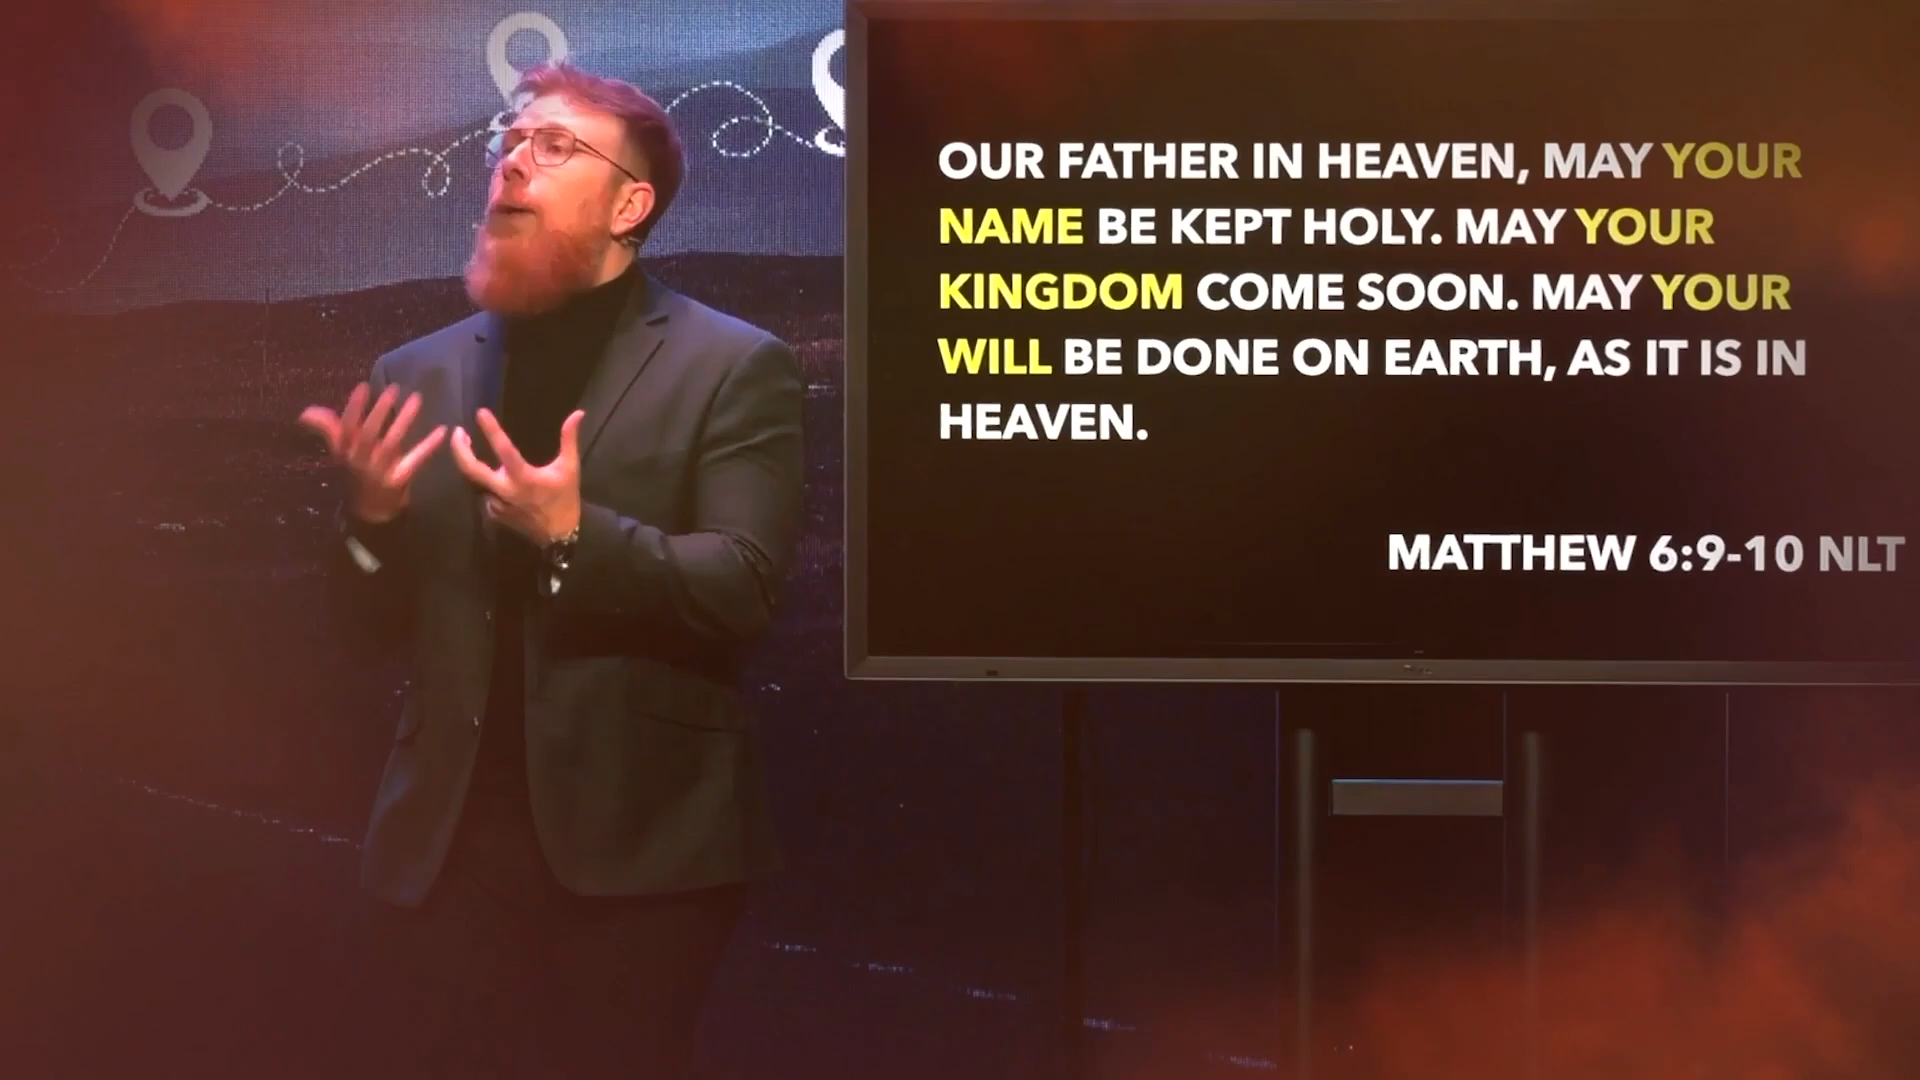 OUR FATHER IN HEAVEN, MAY YOUR
NAME BE KEPT HOLY. MAY YOUR
KINGDOM COME SOON. MAY YOUR
WILL BE DONE ON EARTH, AS IT IS IN
HEAVEN.
MATTHEW 6:9-10 NLT